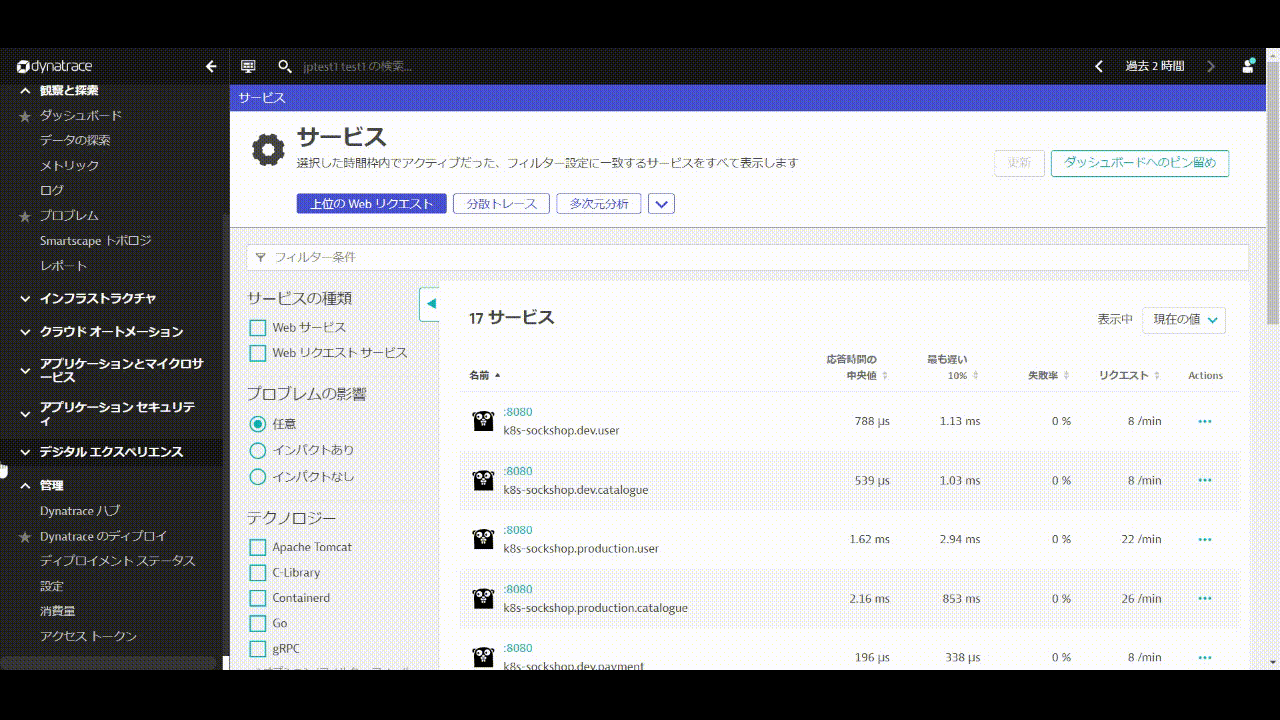 dynatrace
jptest1 test1 の検索...
過去 2 時間
観察と探索
ダッシュボード
データの探索
メトリック
ログ
プロブレム
Smartscape トポロジ
レポート
インフラストラクチャ
クラウド オートメーション
アプリケーションとマイクロサ
ービス
アプリケーション セキュリテ
ィ
デジタル エクスペリエンス
管理
Dynatrace ハブ
Dynatrace のディプロイ
ディプロイメント ステータス
設定
消費量
アクセス トークン
サービス
サービス
選択した時間枠内でアクティブだった、フィルター設定に一致するサービスをすべて表示します
更新
ダッシュボードへのピン留め
上位の Web リクエスト
分散トレース
多次元分析
フィルター条件
サービスの種類
Web サービス
Web リクエスト サービス
プロブレムの影響
任意
インパクトあり
インパクトなし
テクノロジー
Apache Tomcat
C-Library
Containerd
Go
gRPC
17 サービス
表示中 現在の値
名前 応答時間の 中央値 最も遅い 10% 失敗率 リクエスト Actions
:8080
k8s-sockshop.dev.user 788 µs 1.13 ms 0 % 8 /min
:8080
k8s-sockshop.dev.catalogue 539 µs 1.03 ms 0 % 8 /min
:8080
k8s-sockshop.production.user 1.62 ms 2.94 ms 0 % 22 /min
:8080
k8s-sockshop.production.catalogue 2.16 ms 853 ms 0 % 26 /min
:8080
k8s-sockshop.dev.payment 196 µs 338 µs 0 % 8 /min